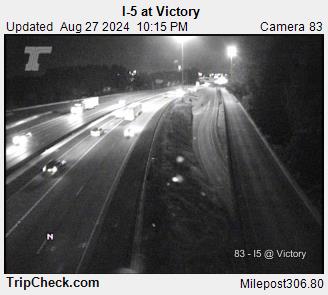 I-5 at Victory
Updated Aug 27 2024 10:15 PM Camera 83
T
N
83 - I5 @ Victory
TripCheck.com Milepost306.80